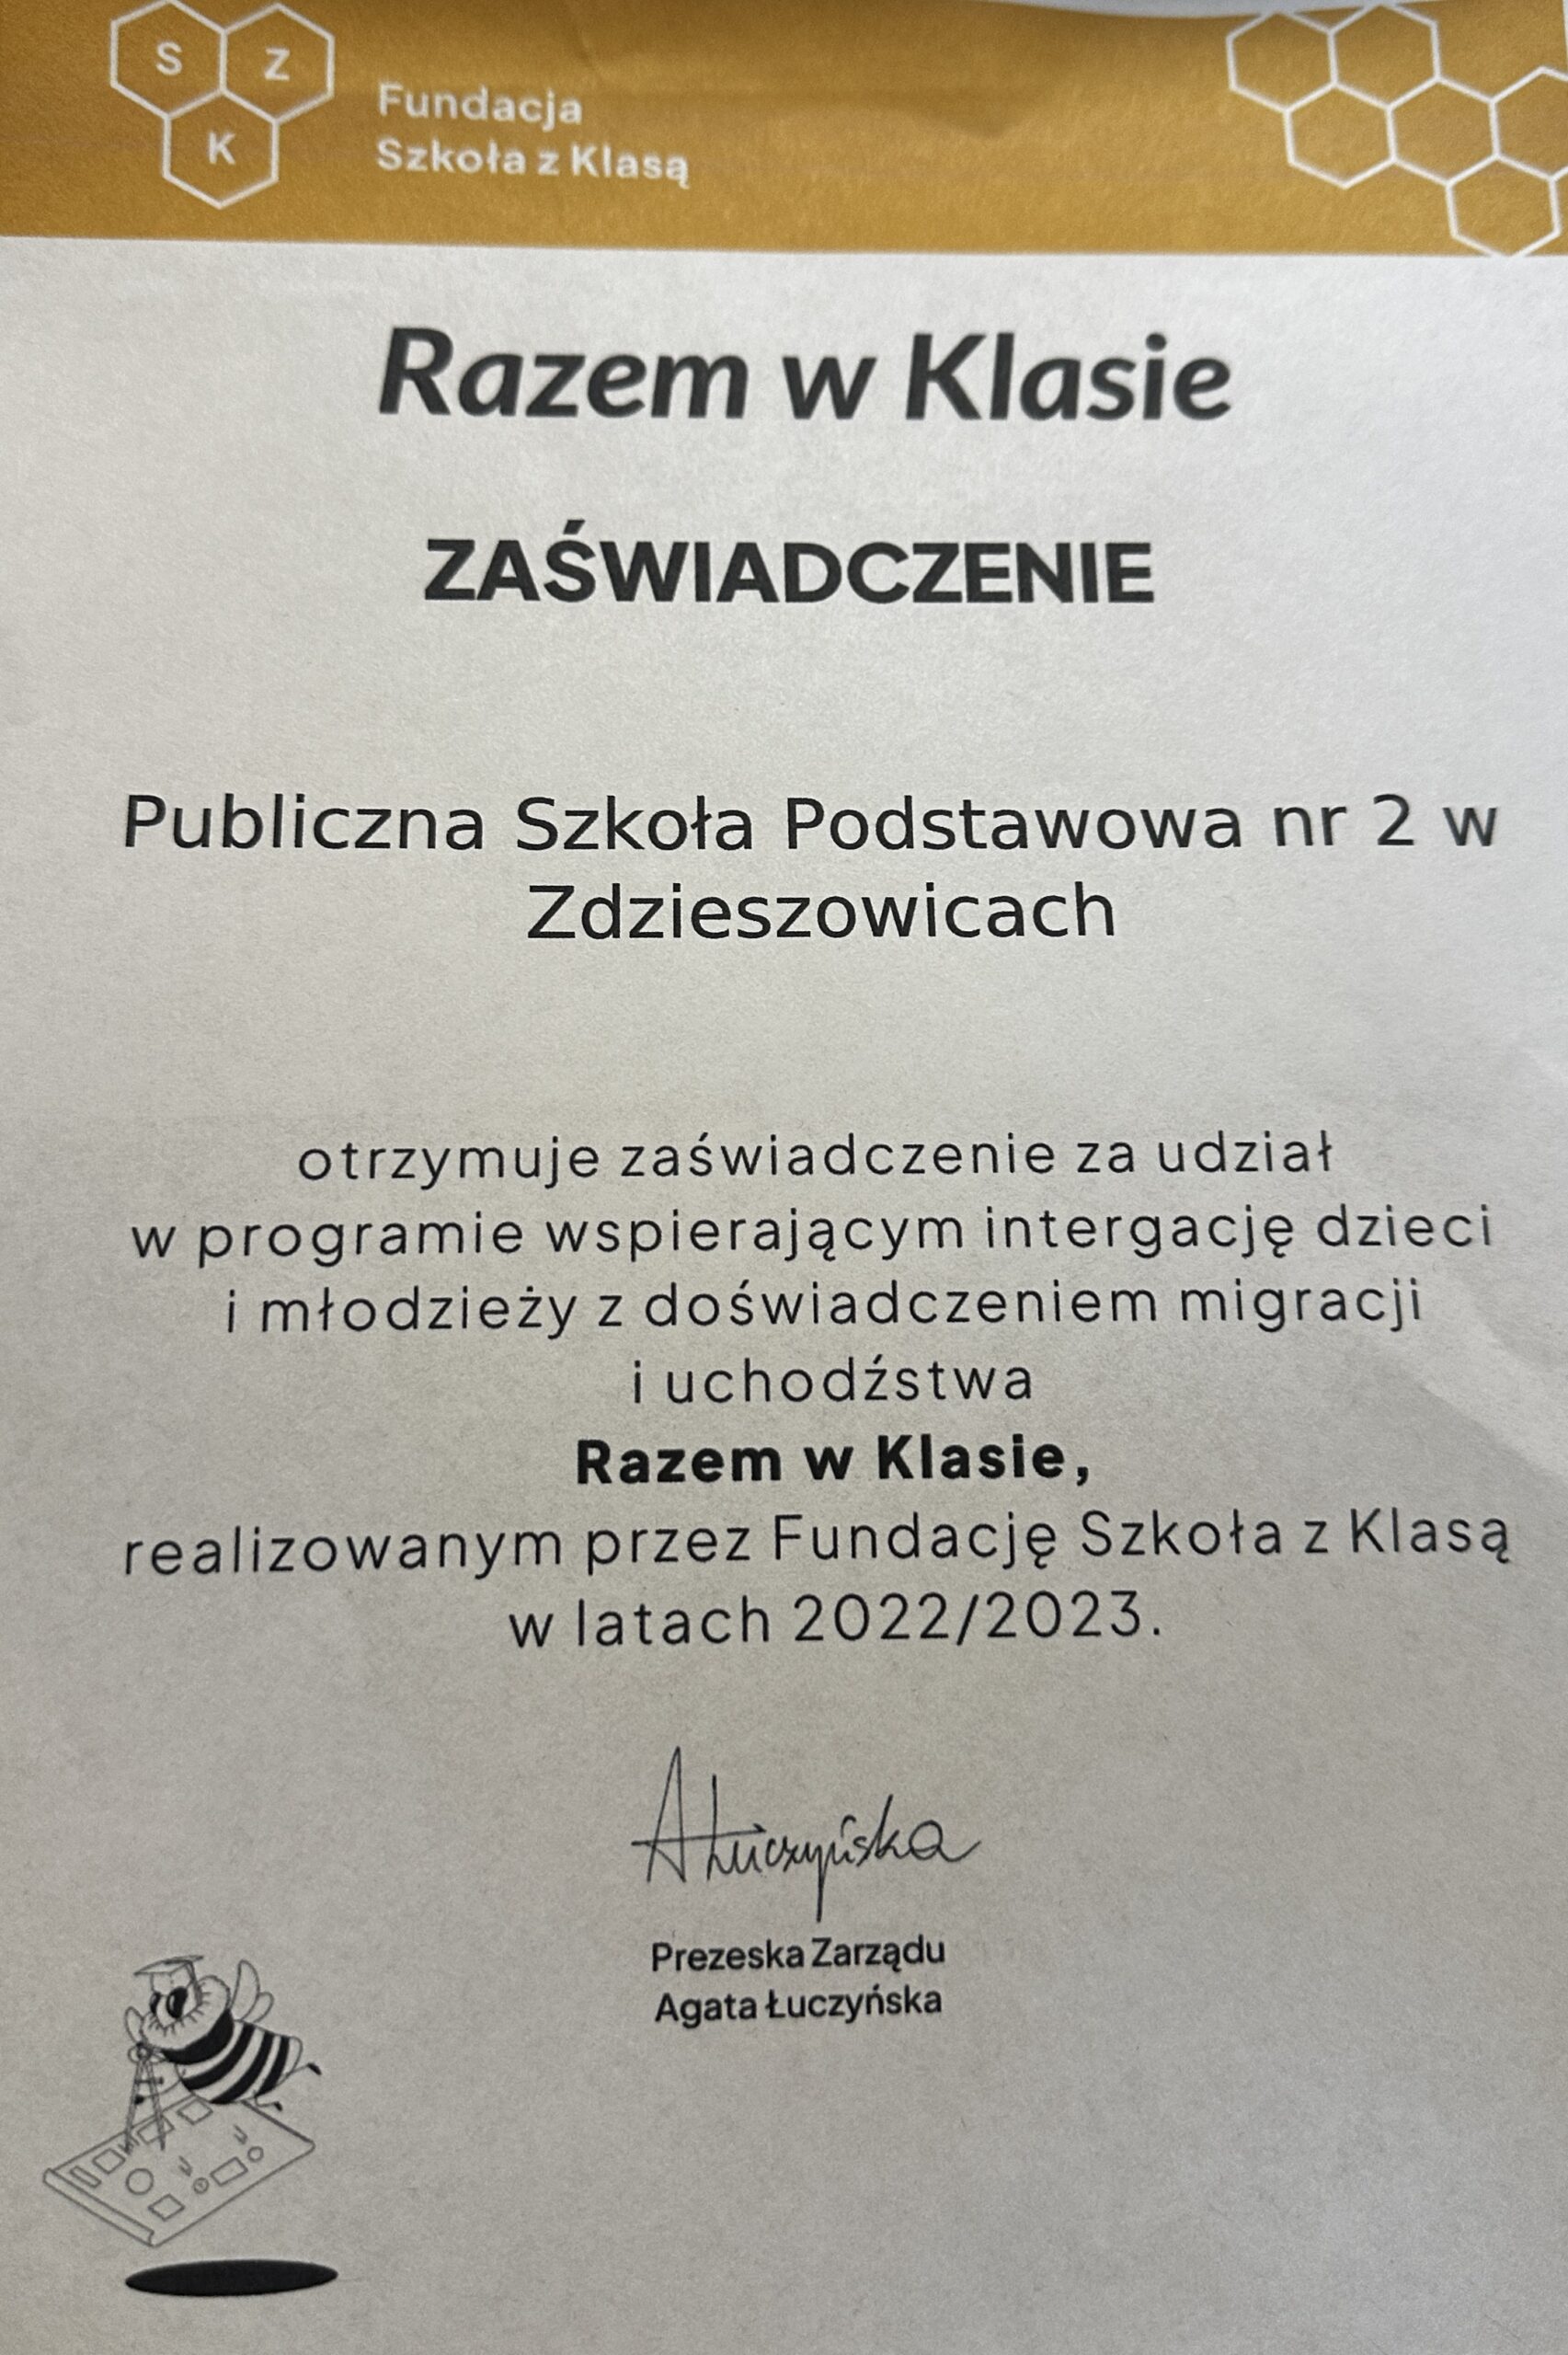 S Z
K
Fundacja
Szkoła z Klasą
Razem w Klasie
ZAŚWIADCZENIE
Publiczna Szkoła Podstawowa nr 2 w
Zdzieszowicach
otrzymuje zaświadczenie za udział
w programie wspierającym intergację dzieci
i młodzieży z doświadczeniem migracji
i uchodźstwa
Razem w Klasie,
realizowanym przez Fundację Szkoła z Klasą
w latach 2022/2023.
AŁuczyńska
Prezeska Zarządu
Agata Łuczyńska